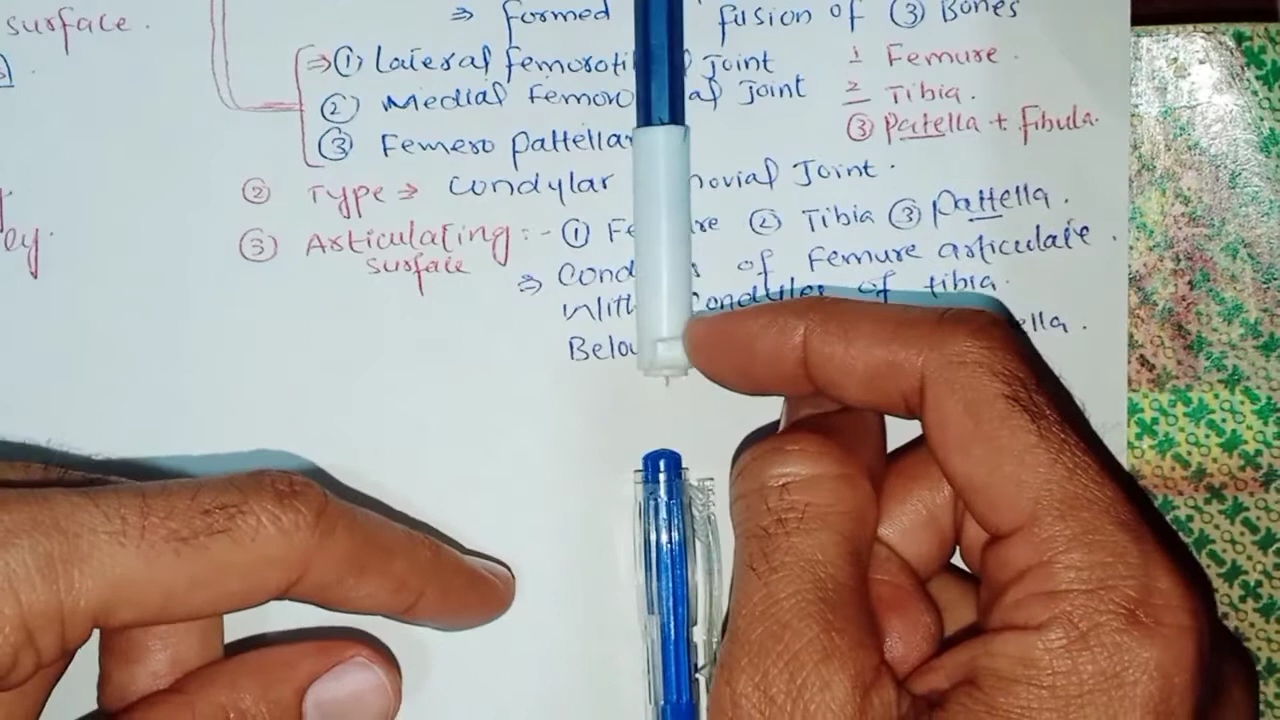 surface.
⇒ formed fusion of ③ Bones
⇒ ① Lateral femoroti Joint
1 Femure.
② Medial Femoro al Joint
2 Tibia.
③ Femero pattellar
③ Patella + Fibula.
② Type ⇒ Condylar novial Joint.
③ Articulating :- ① Fe re ② Tibia ③ Pattella.
surface
⇒ Cond s of Femure articulate.
With Condyles of tibia.
Belo ella.
ey.